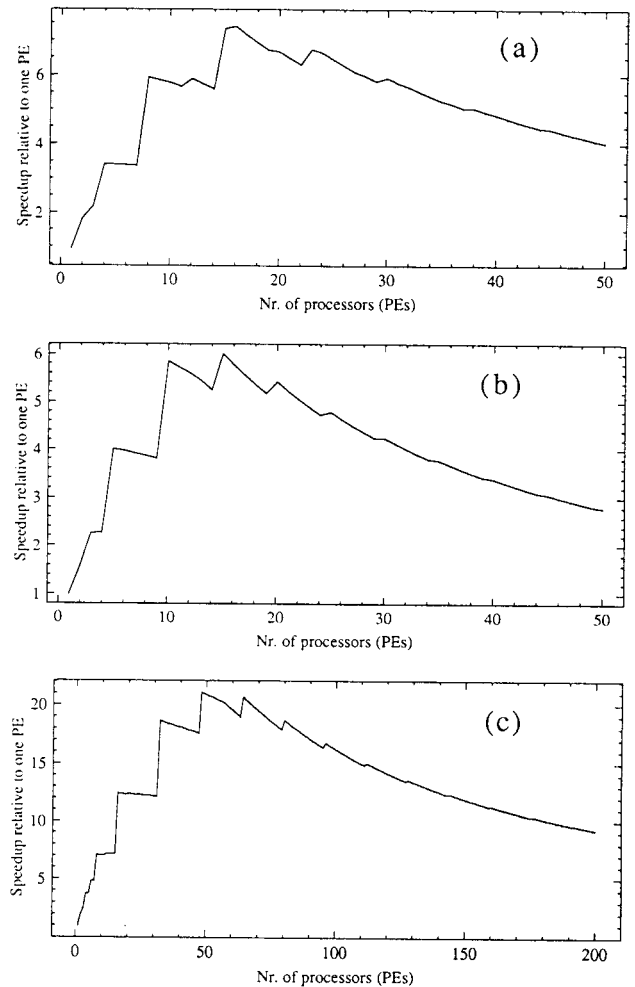 (a)
Speedup relative to one PE
6
4
2
0 10 20 30 40 50
Nr. of processors (PEs)
(b)
Speedup relative to one PE
6
5
4
3
2
1
0 10 20 30 40 50
Nr. of processors (PEs)
(c)
Speedup relative to one PE
20
15
10
5
0 50 100 150 200
Nr. of processors (PEs)